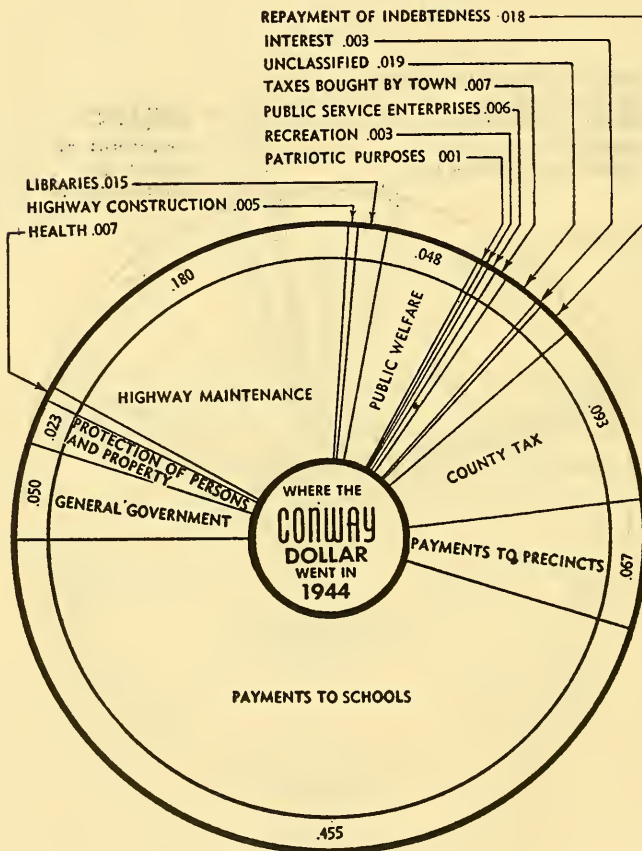 REPAYMENT OF INDEBTEDNESS .018
INTEREST .003
UNCLASSIFIED .019
TAXES BOUGHT BY TOWN .007
PUBLIC SERVICE ENTERPRISES .006
RECREATION .003
PATRIOTIC PURPOSES 001
LIBRARIES .015
HIGHWAY CONSTRUCTION .005
HEALTH .007
.180
.048
HIGHWAY MAINTENANCE
PUBLIC WELFARE
.093
COUNTY TAX
.023
PROTECTION OF PERSONS
AND PROPERTY
.050
GENERAL GOVERNMENT
WHERE THE
CONWAY
DOLLAR
WENT IN
1944
PAYMENTS TO PRECINCTS
.067
PAYMENTS TO SCHOOLS
.455